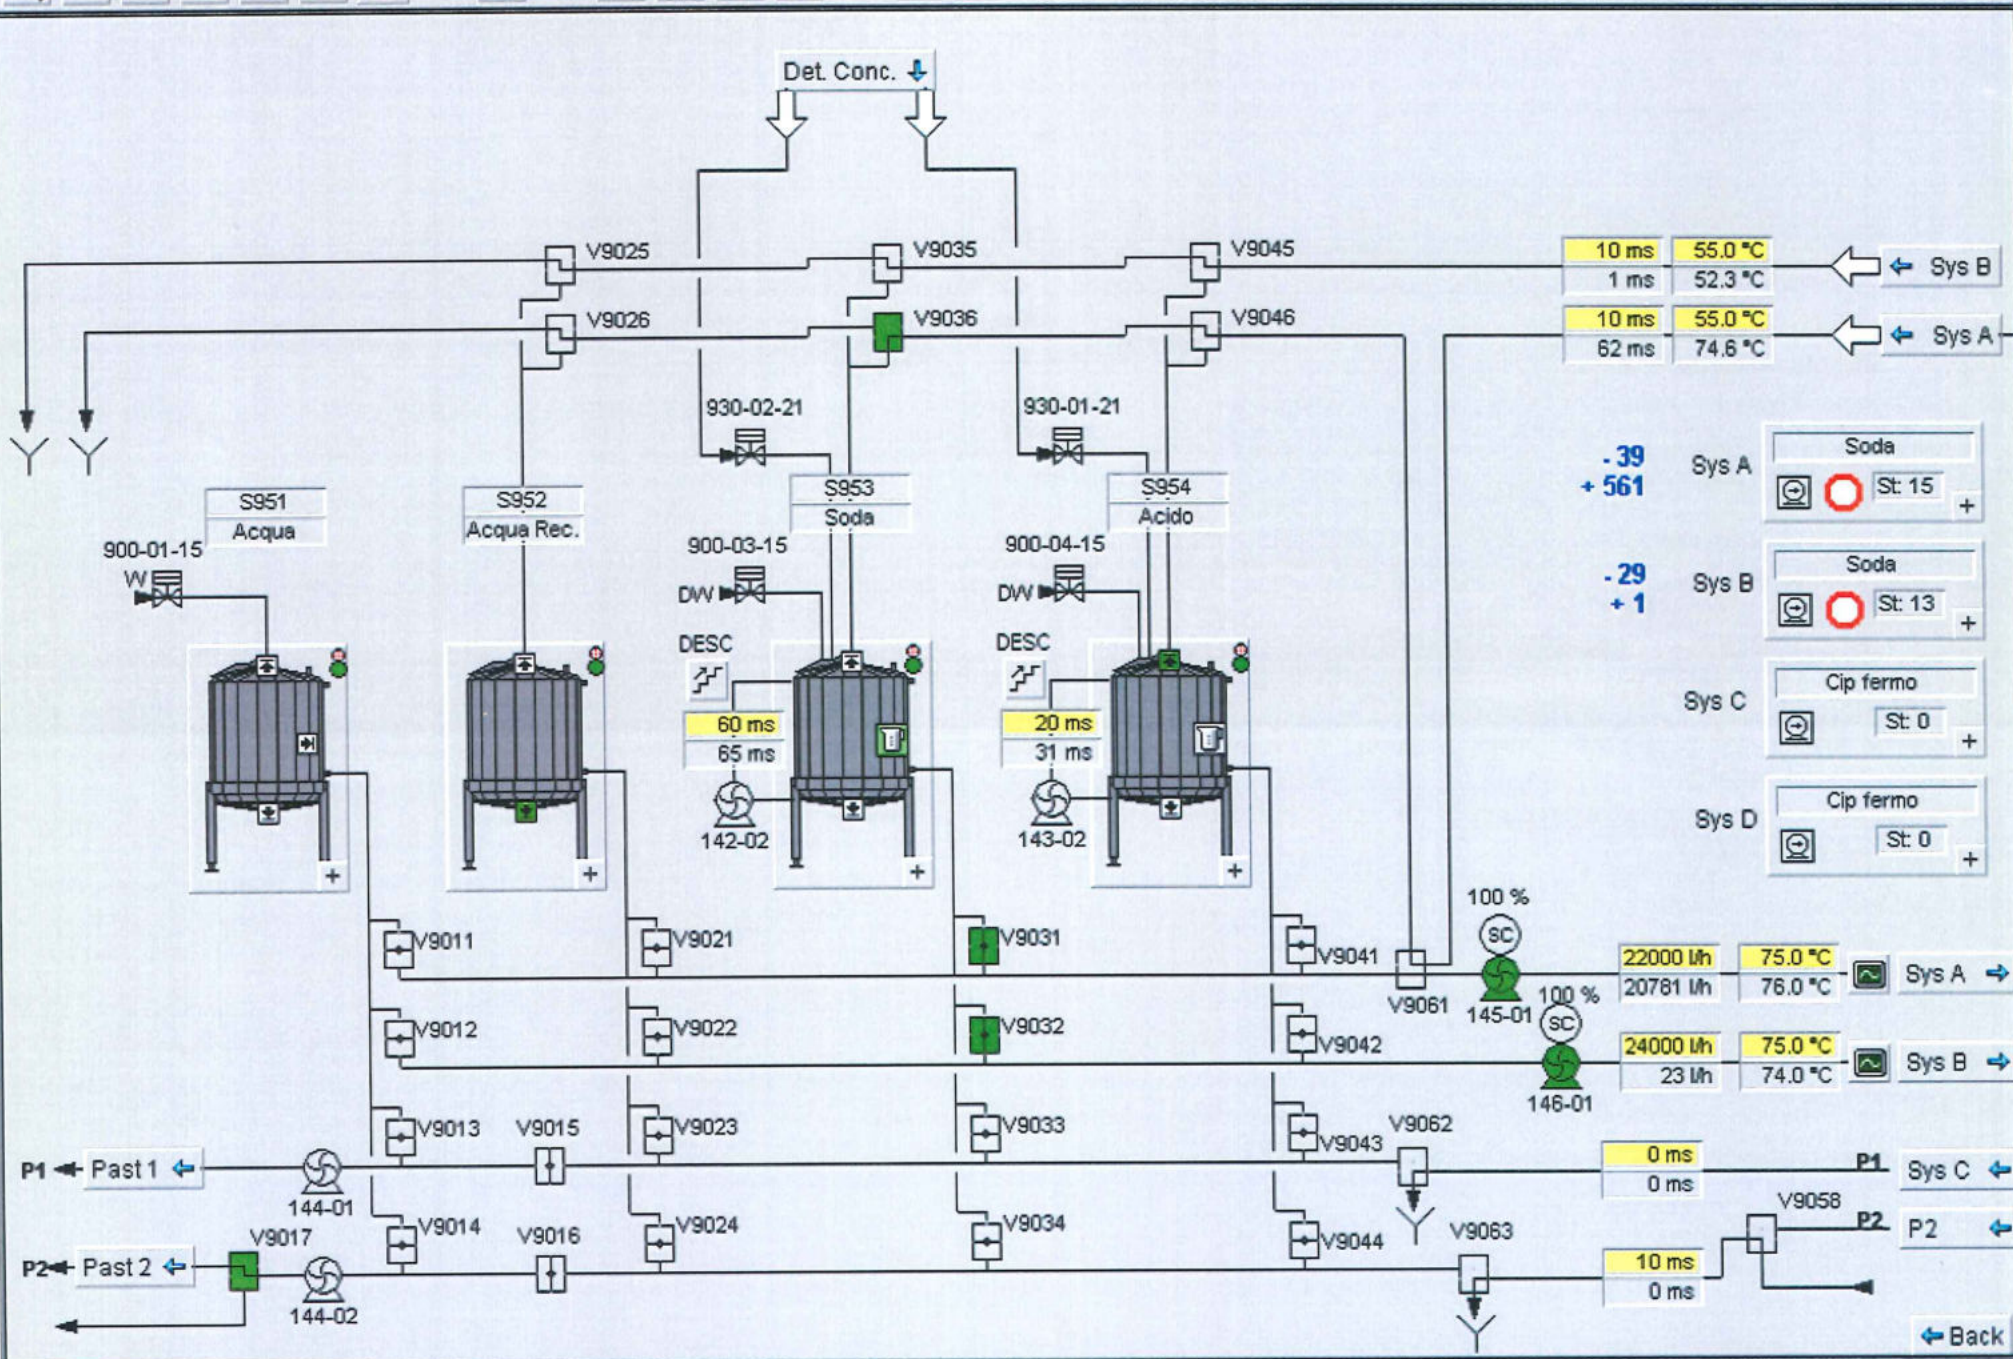 Det. Conc.
V9025
V9035
V9045
10 ms
55.0 °C
1 ms
52.3 °C
Sys B
V9026
V9036
V9046
10 ms
55.0 °C
62 ms
74.6 °C
Sys A
930-02-21
930-01-21
- 39
+ 561
Sys A
Soda
St: 15
+
S951
Acqua
S952
Acqua Rec.
S953
Soda
S954
Acido
900-01-15
W
900-03-15
DW
900-04-15
DW
- 29
+ 1
Sys B
Soda
St: 13
+
DESC
60 ms
65 ms
142-02
DESC
20 ms
31 ms
143-02
Sys C
Cip fermo
St: 0
+
Sys D
Cip fermo
St: 0
+
+
+
+
+
V9011
V9021
V9031
V9041
V9061
100 %
SC
145-01
22000 l/h
75.0 °C
20781 l/h
76.0 °C
Sys A
V9012
V9022
V9032
V9042
100 %
SC
146-01
24000 l/h
75.0 °C
23 l/h
74.0 °C
Sys B
P1
Past 1
144-01
V9013
V9015
V9023
V9033
V9043
V9062
0 ms
0 ms
P1
Sys C
P2
Past 2
V9017
144-02
V9014
V9016
V9024
V9034
V9044
V9063
10 ms
0 ms
V9058
P2
P2
Back